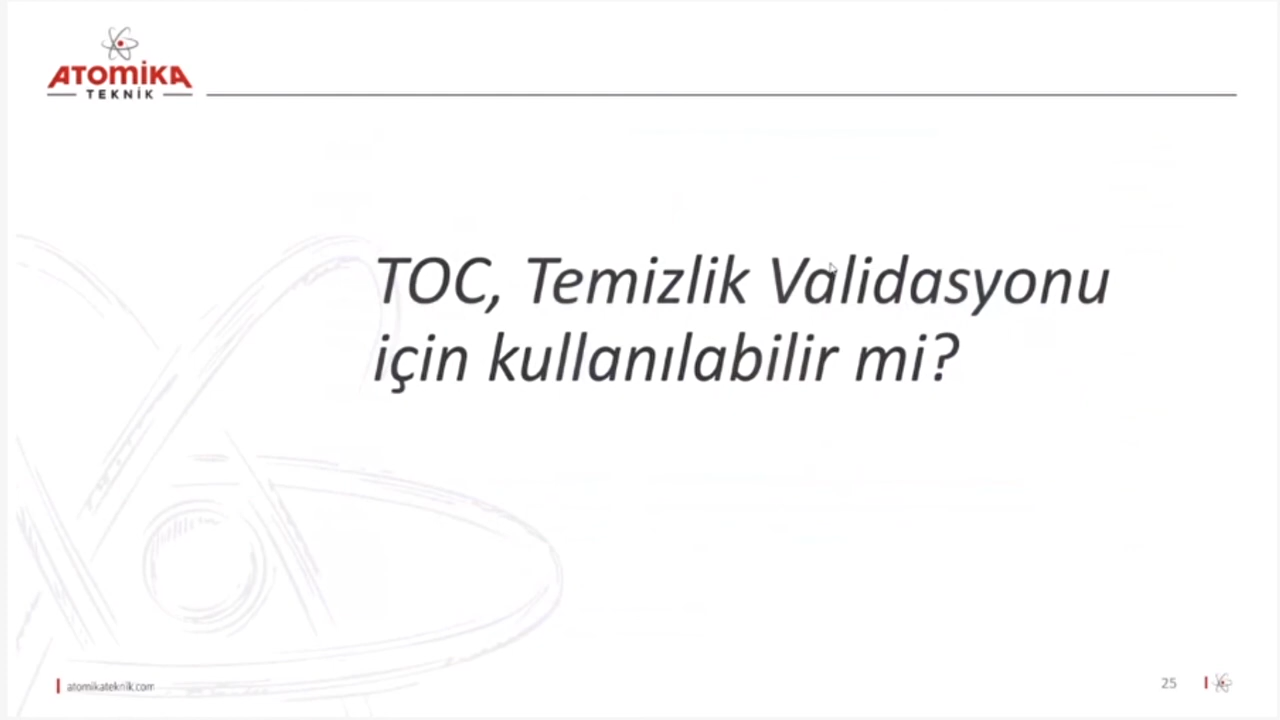 ATOMİKA
TEKNİK
TOC, Temizlik Validasyonu
için kullanılabilir mi?
atomikateknik.com
25